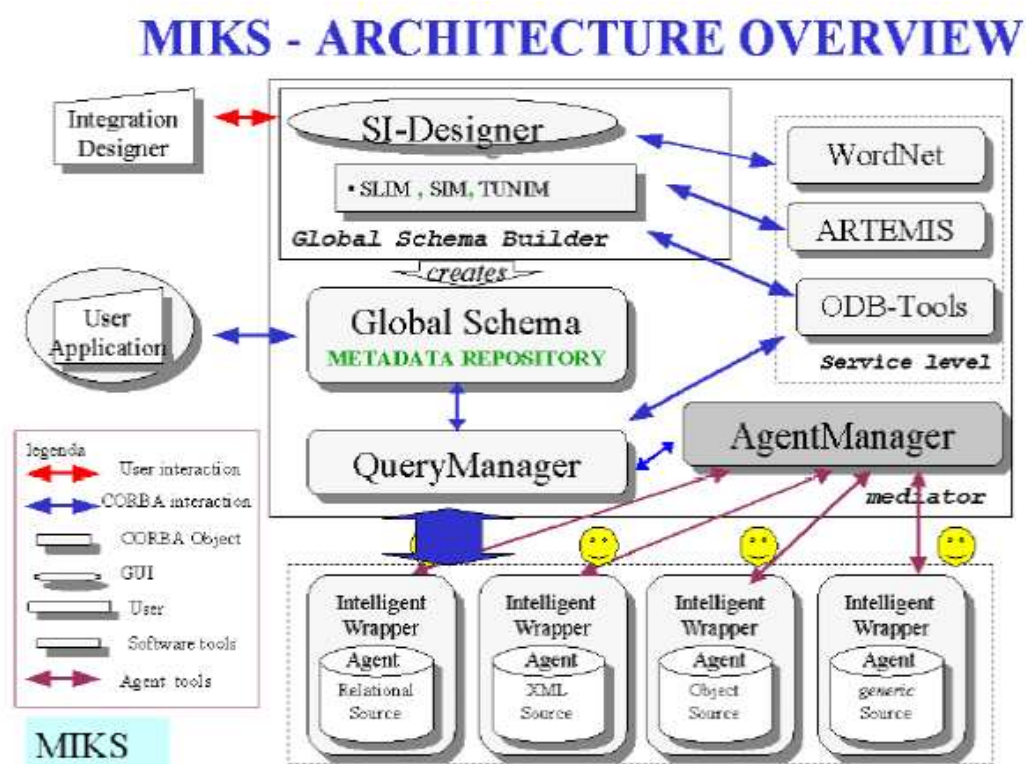 MIKS - ARCHITECTURE OVERVIEW
Integration
Designer
SI-Designer
• SLIM , SIM, TUNIM
Global Schema Builder
creates
WordNet
ARTEMIS
ODB-Tools
Service level
User
Application
Global Schema
METADATA REPOSITORY
QueryManager
AgentManager
mediator
legenda
User interaction
CORBA interaction
CORBA Object
GUI
User
Software tools
Agent tools
Intelligent
Wrapper
Agent
Relational
Source
Intelligent
Wrapper
Agent
XML
Source
Intelligent
Wrapper
Agent
Object
Source
Intelligent
Wrapper
Agent
generic
Source
MIKS